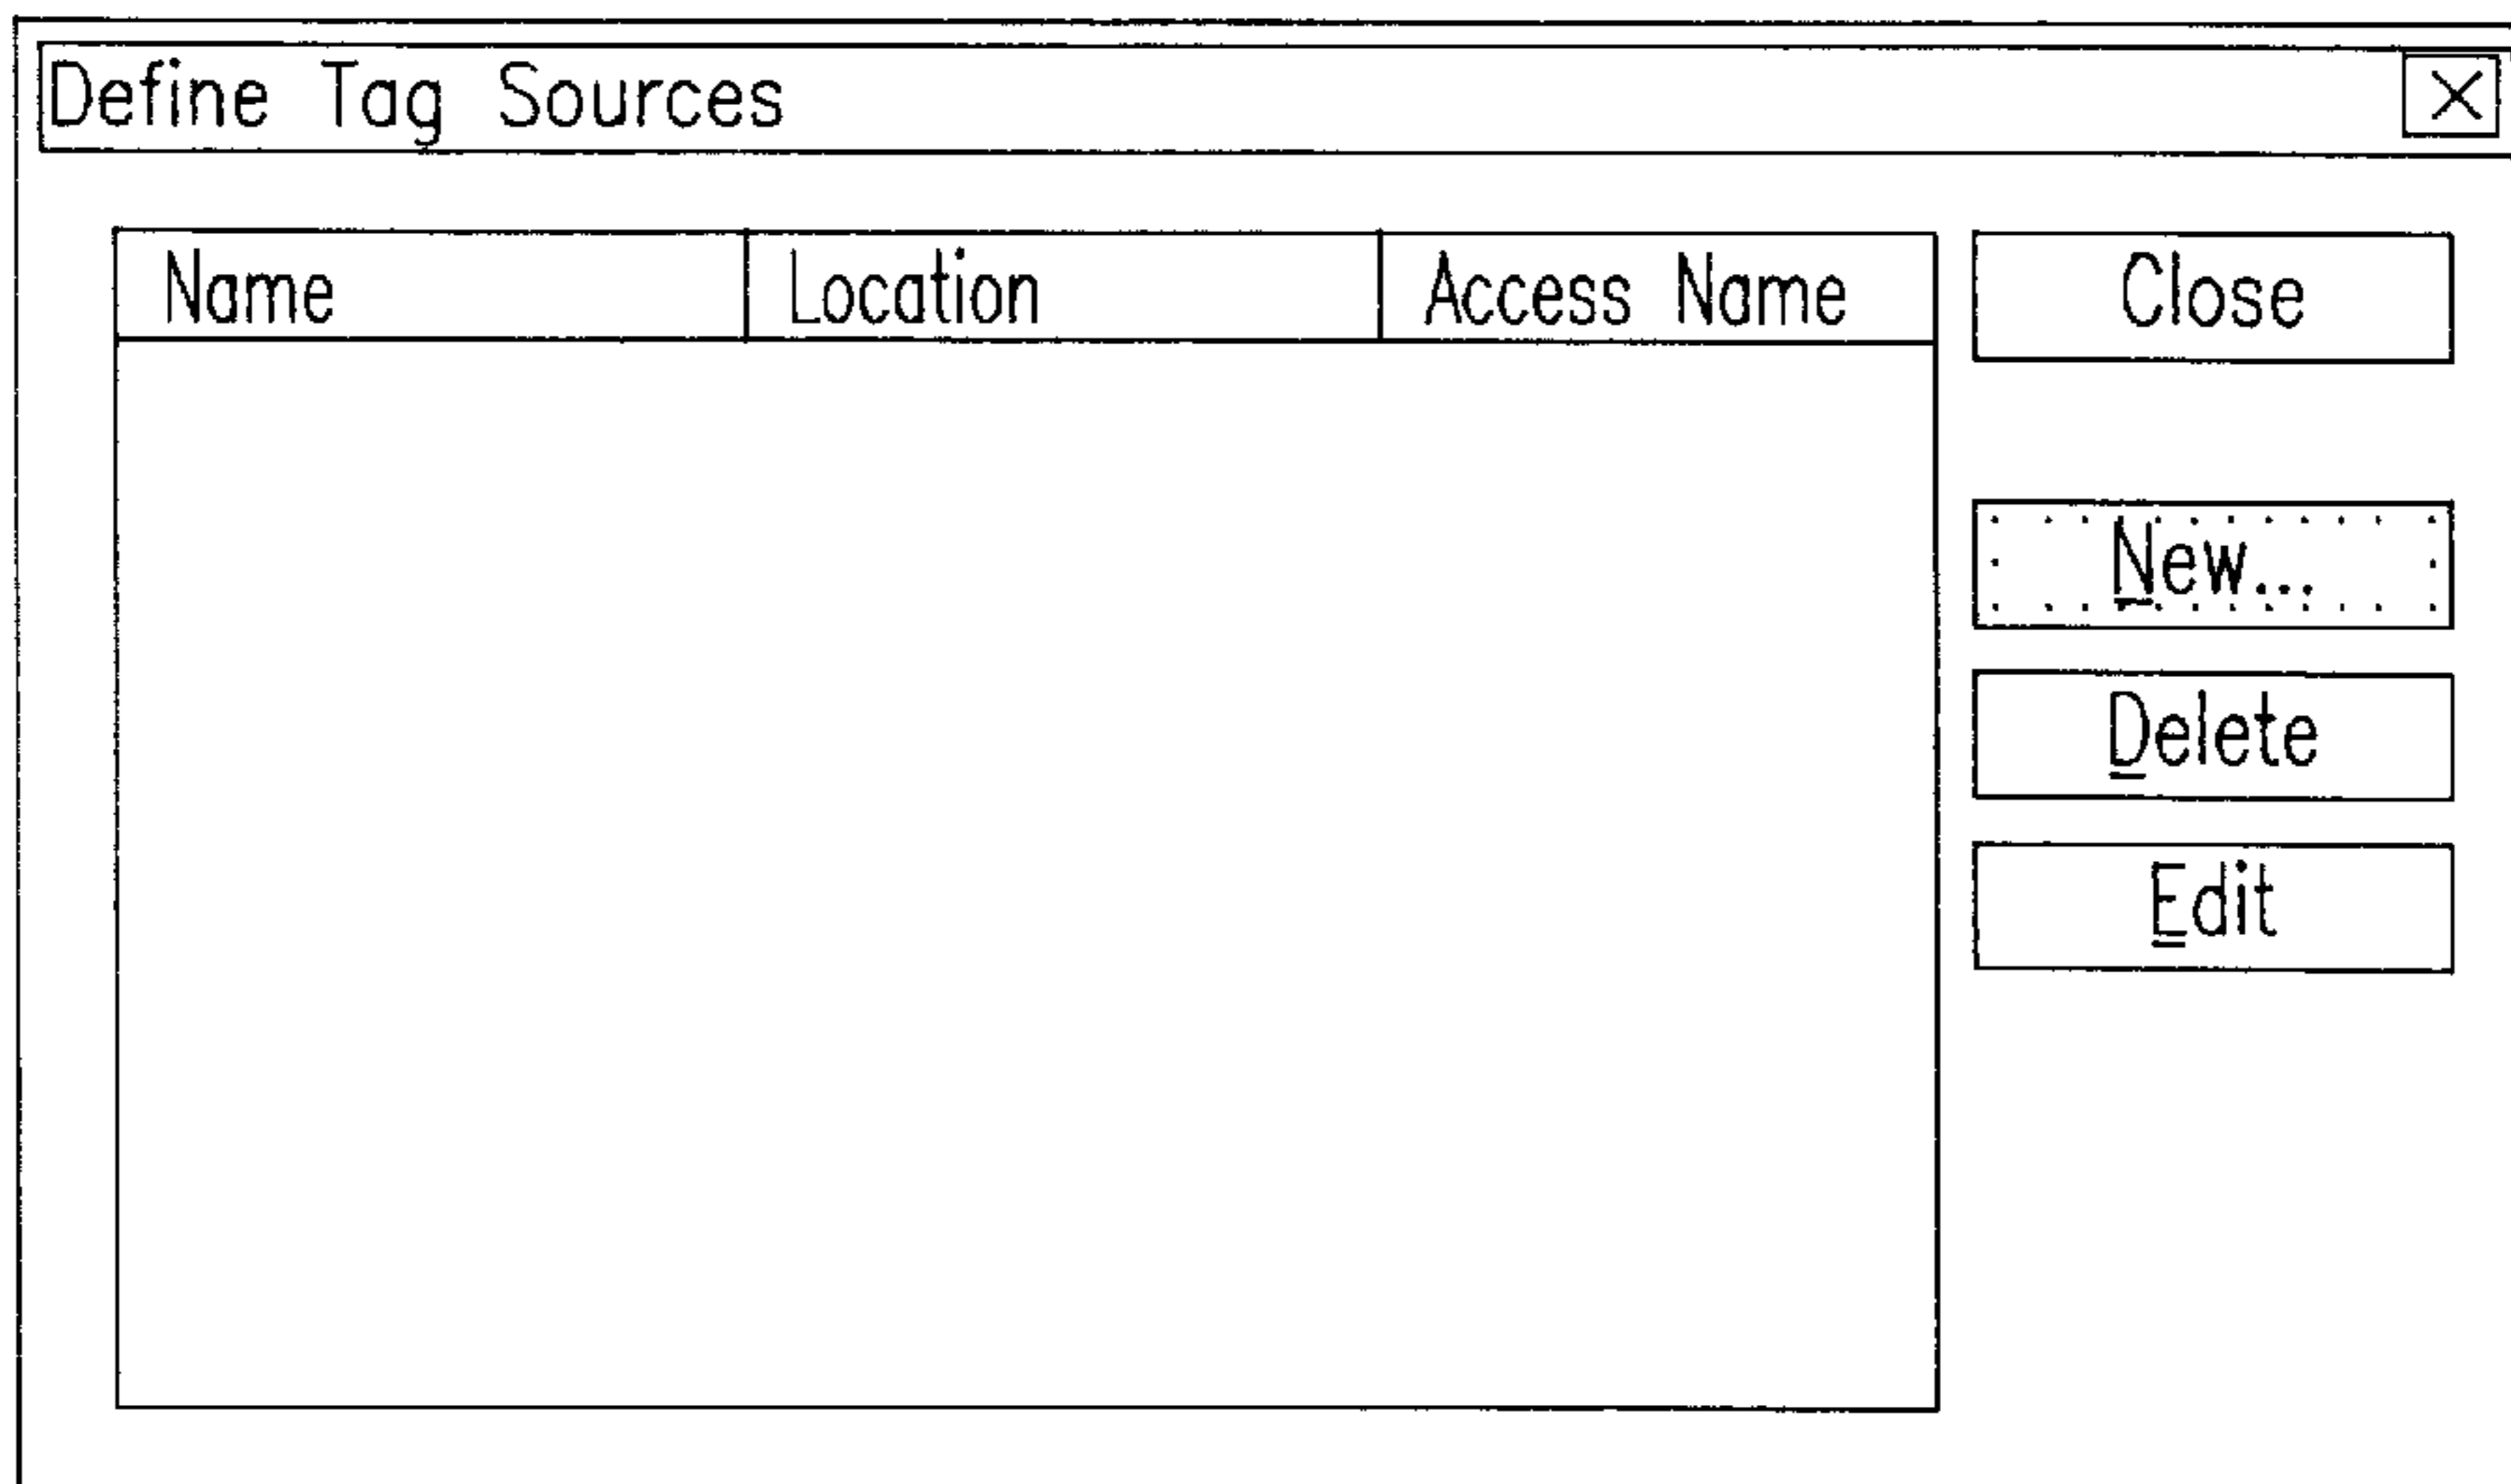 Define Tag Sources
Name Location Access Name
Close
New...
Delete
Edit